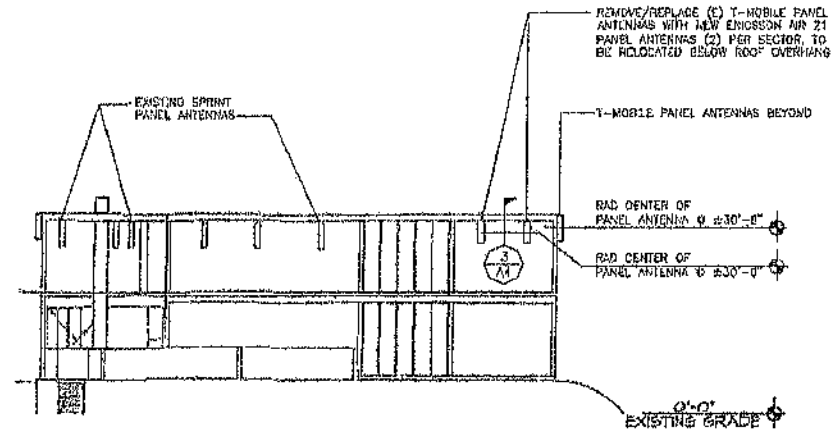 REMOVE/REPLACE (E) T-MOBILE PANEL
ANTENNAS WITH NEW ERICSSON AIR 21
PANEL ANTENNAS (2) PER SECTOR, TO
BE RELOCATED BELOW ROOF OVERHANG
EXISTING SPRINT
PANEL ANTENNAS
T-MOBILE PANEL ANTENNAS BEYOND
RAD CENTER OF
PANEL ANTENNA @
RAD CENTER OF
PANEL ANTENNA @ ±30'-0"
3
A1
0'-0"
EXISTING GRADE